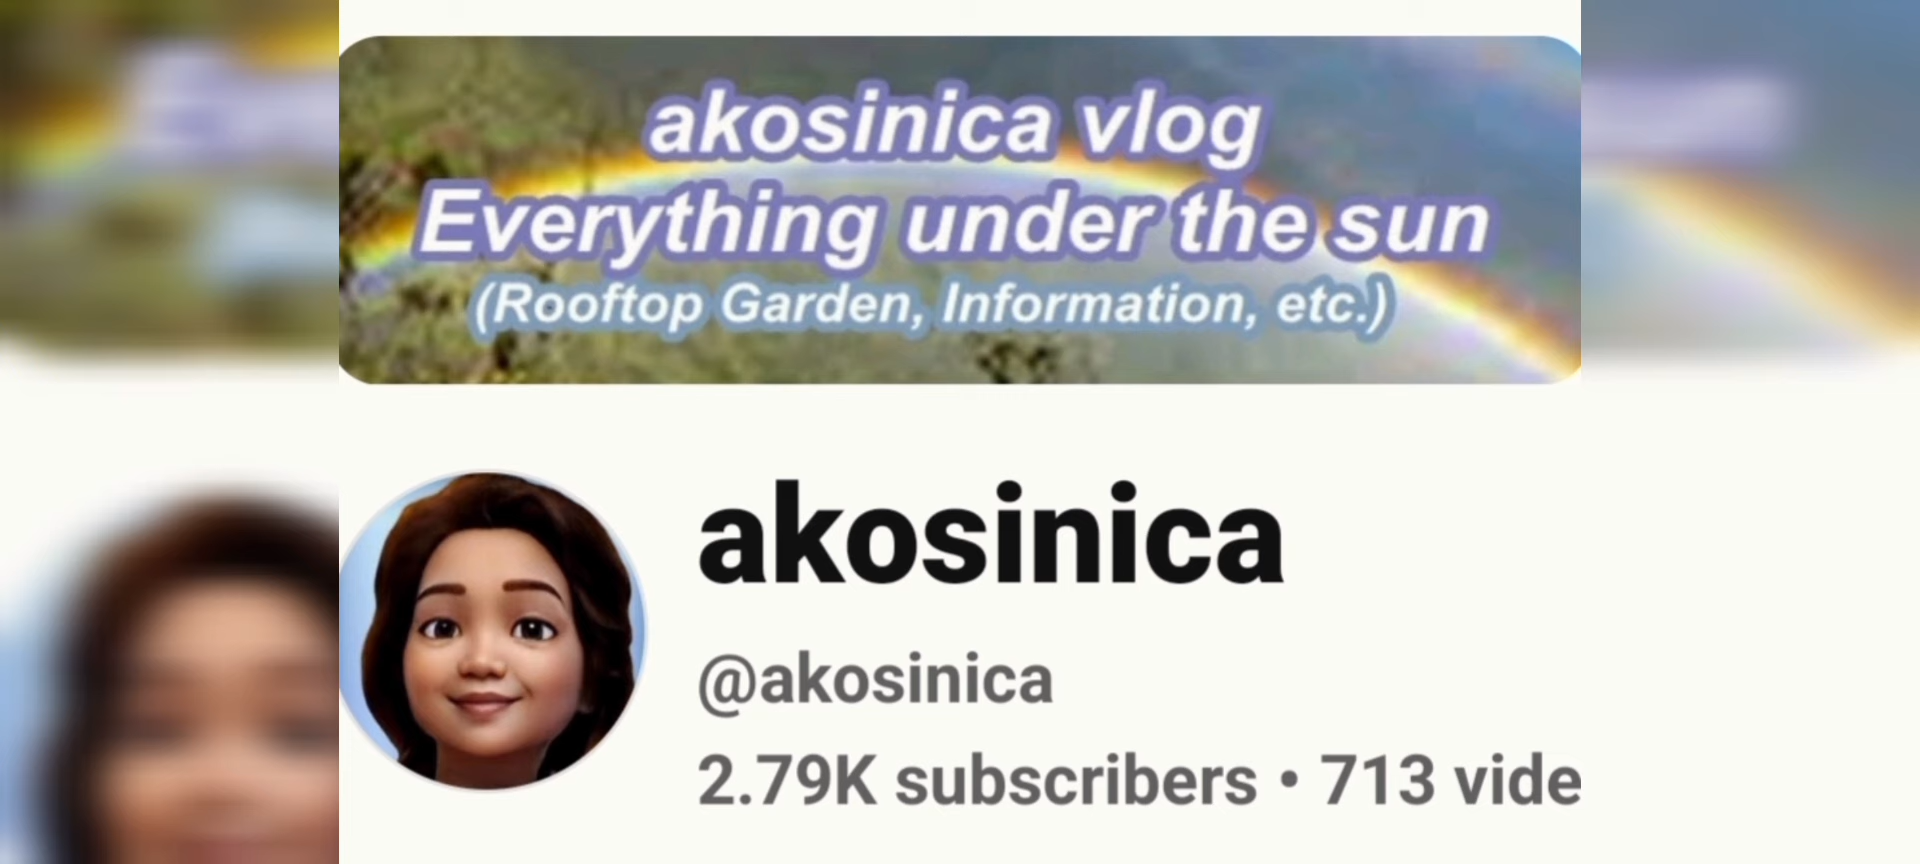 akosinica vlog
Everything under the sun
(Rooftop Garden, Information, etc.)
akosinica
@akosinica
2.79K subscribers • 713 vide